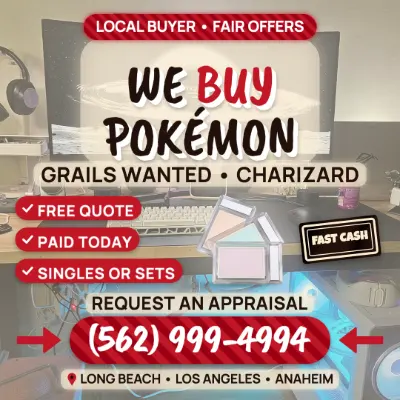 LOCAL BUYER • FAIR OFFERS
WE BUY
POKÉMON
GRAILS WANTED • CHARIZARD
FREE QUOTE
PAID TODAY
SINGLES OR SETS
FAST CASH
REQUEST AN APPRAISAL
(562) 999-4994
LONG BEACH • LOS ANGELES • ANAHEIM